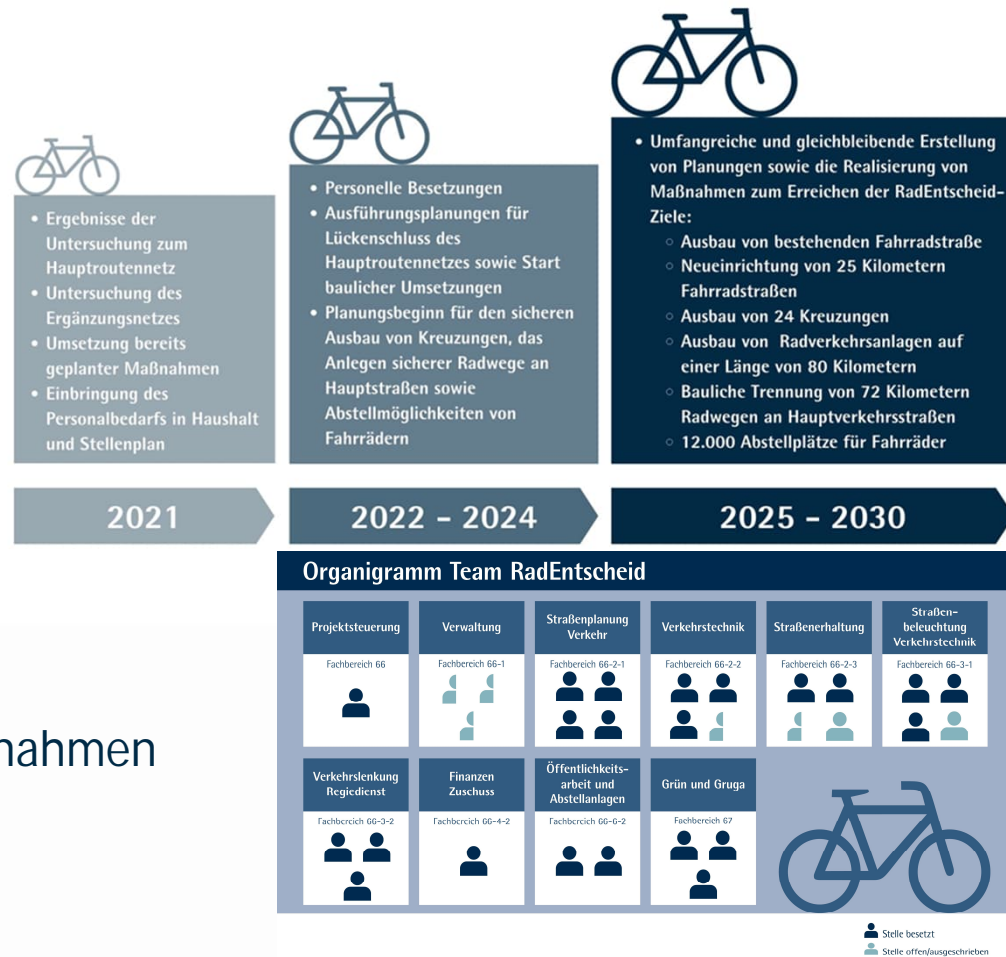 • Ergebnisse der
Untersuchung zum
Hauptroutennetz
• Untersuchung des
Ergänzungsnetzes
• Umsetzung bereits
geplanter Maßnahmen
• Einbringung des
Personalbedarfs in Haushalt
und Stellenplan
• Personelle Besetzungen
• Ausführungsplanungen für
Lückenschluss des
Hauptroutennetzes sowie Start
baulicher Umsetzungen
• Planungsbeginn für den sicheren
Ausbau von Kreuzungen, das
Anlegen sicherer Radwege an
Hauptstraßen sowie
Abstellmöglichkeiten von
Fahrrädern
• Umfangreiche und gleichbleibende Erstellung
von Planungen sowie die Realisierung von
Maßnahmen zum Erreichen der RadEntscheid-
Ziele:
○ Ausbau von bestehenden Fahrradstraße
○ Neueinrichtung von 25 Kilometern
Fahrradstraßen
○ Ausbau von 24 Kreuzungen
○ Ausbau von Radverkehrsanlagen auf
einer Länge von 80 Kilometern
○ Bauliche Trennung von 72 Kilometern
Radwegen an Hauptverkehrsstraßen
○ 12.000 Abstellplätze für Fahrräder
2021
2022 - 2024
2025 - 2030
nahmen
Organigramm Team RadEntscheid
Projektsteuerung
Fachbereich 66
Verwaltung
Fachbereich 66-1
Straßenplanung
Verkehr
Fachbereich 66-2-1
Verkehrstechnik
Fachbereich 66-2-2
Straßenerhaltung
Fachbereich 66-2-3
Straßen-
beleuchtung
Verkehrstechnik
Fachbereich 66-3-1
Verkehrslenkung
Regiedienst
Fachbereich 66-3-2
Finanzen
Zuschuss
Fachbereich 66-4-2
Öffentlichkeits-
arbeit und
Abstellanlagen
Fachbereich 66-6-2
Grün und Gruga
Fachbereich 67
Stelle besetzt
Stelle offen/ausgeschrieben